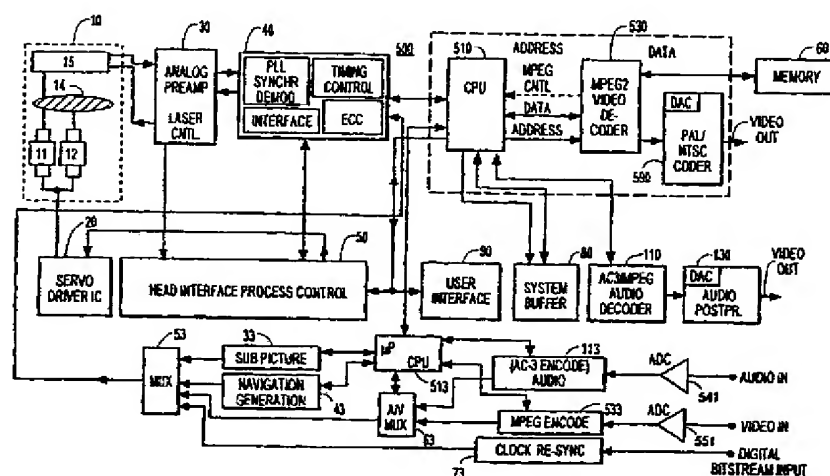 10
15
14
11
12
20
SERVO
DRIVER IC
30
ANALOG
PREAMP
LASER
CNTL.
40
PLL
SYNCHR
DEMOD
TIMING
CONTROL
INTERFACE
ECC
500
50
HEAD INTERFACE PROCESS CONTROL
510
CPU
ADDRESS
MPEG
CNTL
DATA
ADDRESS
530
MPEG2
VIDEO DE-
CODER
DATA
60
MEMORY
DAC
PAL/
NTSC
CODER
590
VIDEO
OUT
90
USER
INTERFACE
80
SYSTEM
BUFFER
110
AC3/MPEG
AUDIO
DECODER
130
DAC
AUDIO
POSTPR.
VIDEO
OUT
53
MUX
33
SUB PICTURE
NAVIGATION
GENERATION
43
μP
CPU
513
A/V
MUX
63
113
(AC-3 ENCODE)
AUDIO
533
MPEG ENCODE
CLOCK RE-SYNC
73
ADC
541
AUDIO IN
ADC
551
VIDEO IN
DIGITAL
BITSTREAM INPUT